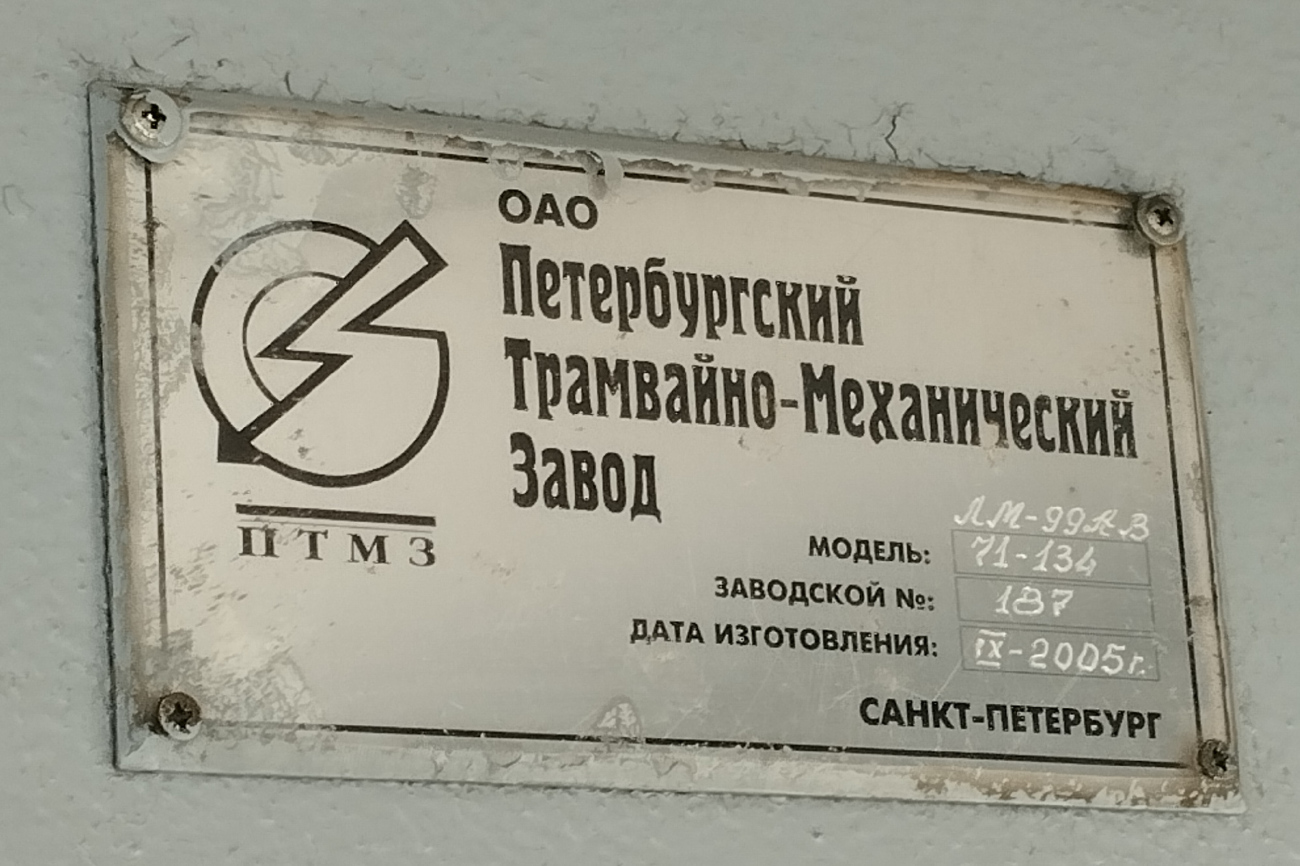 ОАО
Петербургский
Трамвайно-Механический
Завод
ПТМЗ
ЛМ-99АВ
МОДЕЛЬ: 71-134
ЗАВОДСКОЙ №: 187
ДАТА ИЗГОТОВЛЕНИЯ: IX-2005г.
САНКТ-ПЕТЕРБУРГ